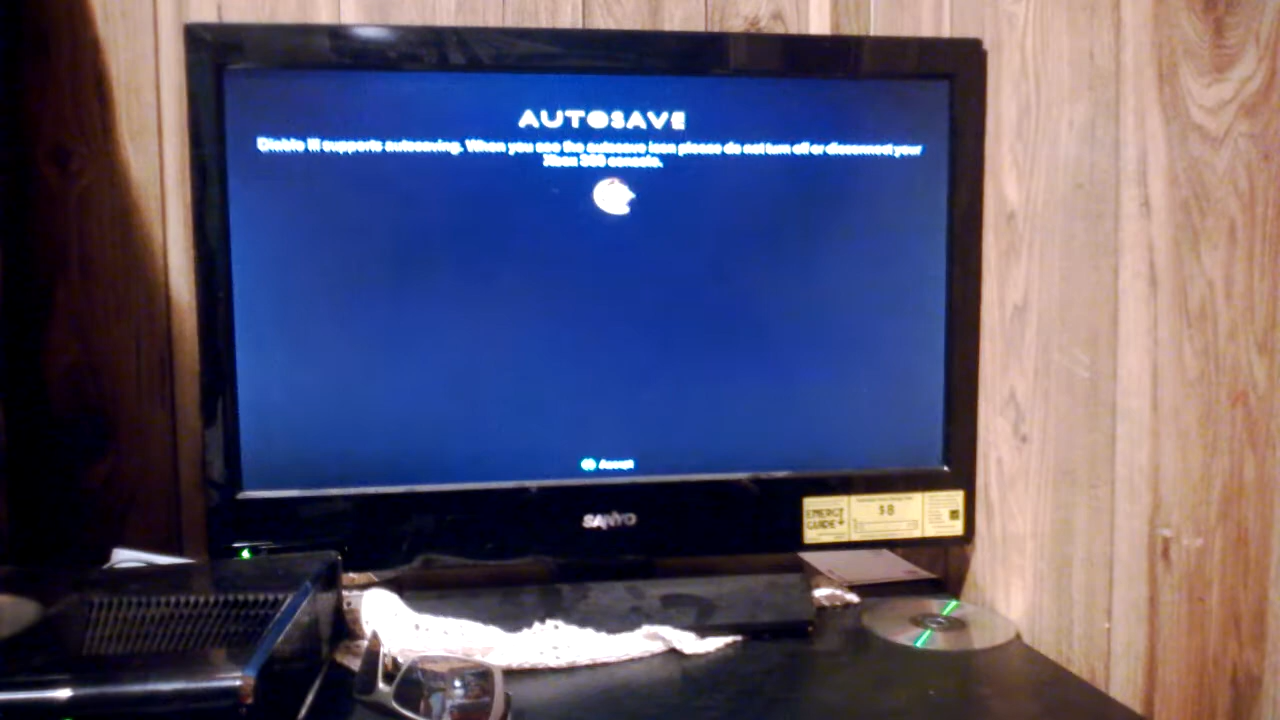 AUTOSAVE
Diablo III supports autosaving. When you see the autosave icon please do not turn off or disconnect your
Xbox 360 console.
Accept
SANYO
ENERGY
GUIDE
$8